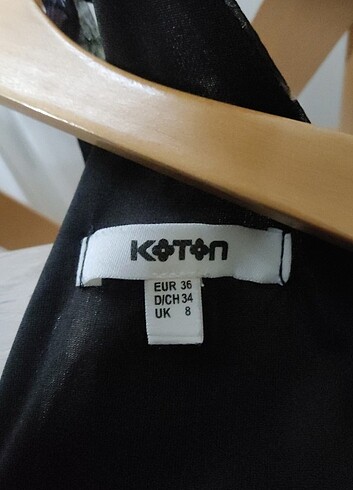 KOTON
EUR 36
D/CH 34
UK 8